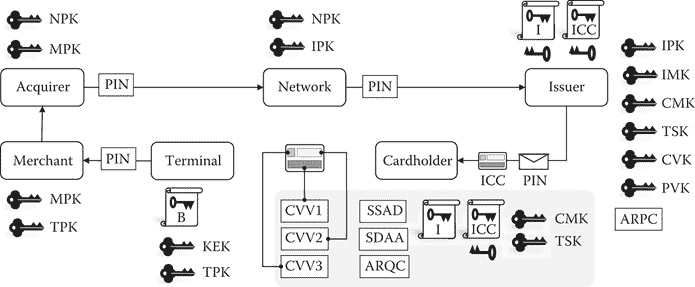 NPK
MPK
NPK
IPK
I
ICC
Acquirer
PIN
Network
PIN
Issuer
IPK
IMK
CMK
TSK
CVK
PVK
ARPC
Merchant
PIN
Terminal
Cardholder
ICC
PIN
MPK
TPK
B
KEK
TPK
CVV1
CVV2
CVV3
SSAD
SDAA
ARQC
I
ICC
CMK
TSK